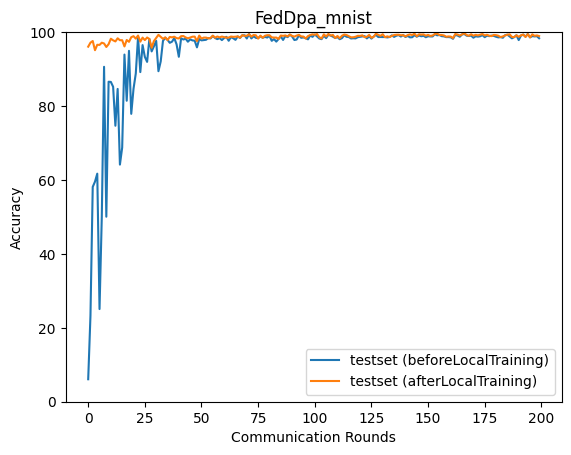 FedDpa_mnist
100
80
60
40
20
0
Accuracy
testset (beforeLocalTraining)
testset (afterLocalTraining)
0 25 50 75 100 125 150 175 200
Communication Rounds